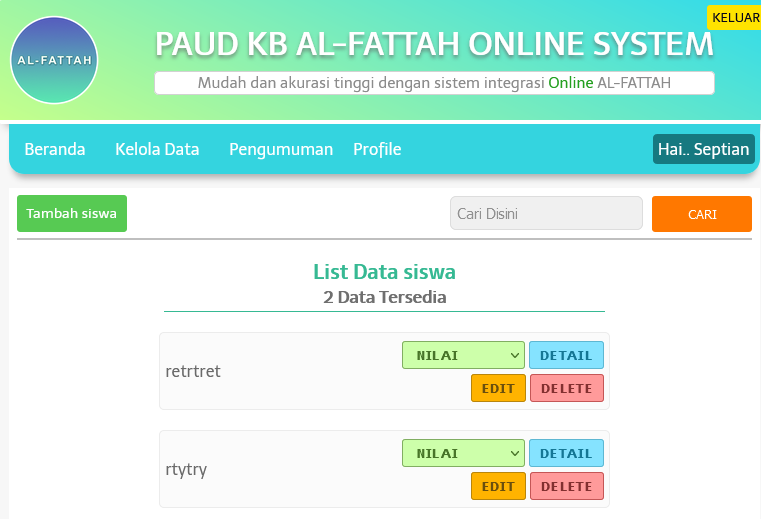 KELUAR
AL-FATTAH
PAUD KB AL-FATTAH ONLINE SYSTEM
Mudah dan akurasi tinggi dengan sistem integrasi Online AL-FATTAH
Beranda Kelola Data Pengumuman Profile Hai.. Septian
Tambah siswa Cari Disini CARI
List Data siswa
2 Data Tersedia
retrtret NILAI DETAIL
EDIT DELETE
rtytry NILAI DETAIL
EDIT DELETE